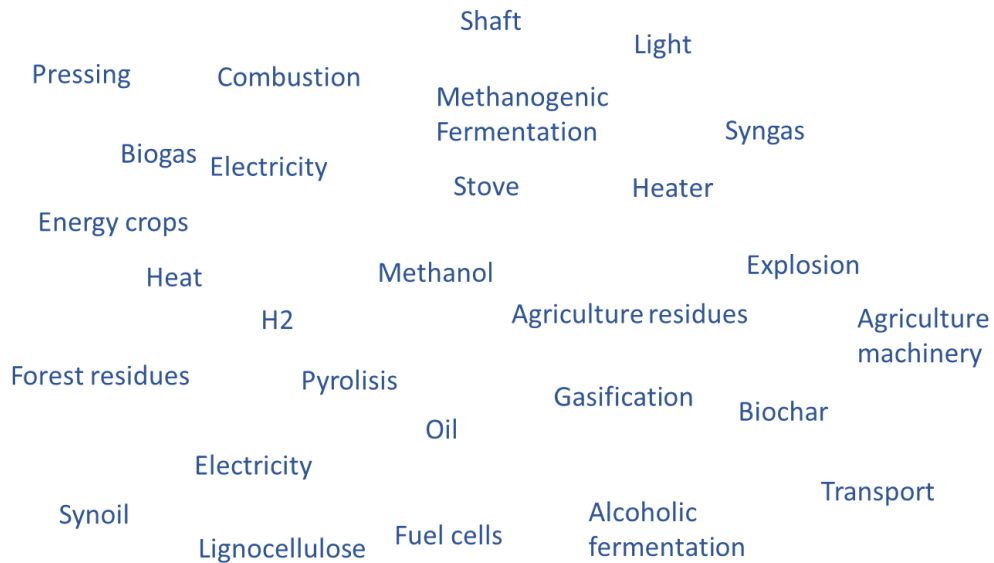 Shaft
Light
Pressing
Combustion
Methanogenic
Fermentation
Syngas
Biogas
Electricity
Stove
Heater
Energy crops
Heat
Methanol
Explosion
H2
Agriculture residues
Agriculture
machinery
Forest residues
Pyrolisis
Gasification
Biochar
Oil
Electricity
Transport
Synoil
Alcoholic
fermentation
Lignocellulose
Fuel cells